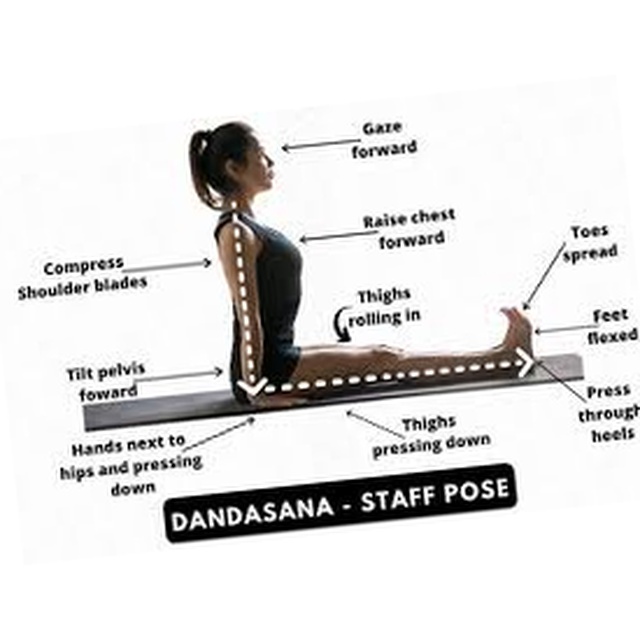 Gaze
forward
Raise chest
forward
Toes
spread
Compress
Shoulder blades
Thighs
rolling in
Feet
flexed
Tilt pelvis
foward
Press
through
heels
Thighs
pressing down
Hands next to
hips and pressing
down
DANDASANA - STAFF POSE